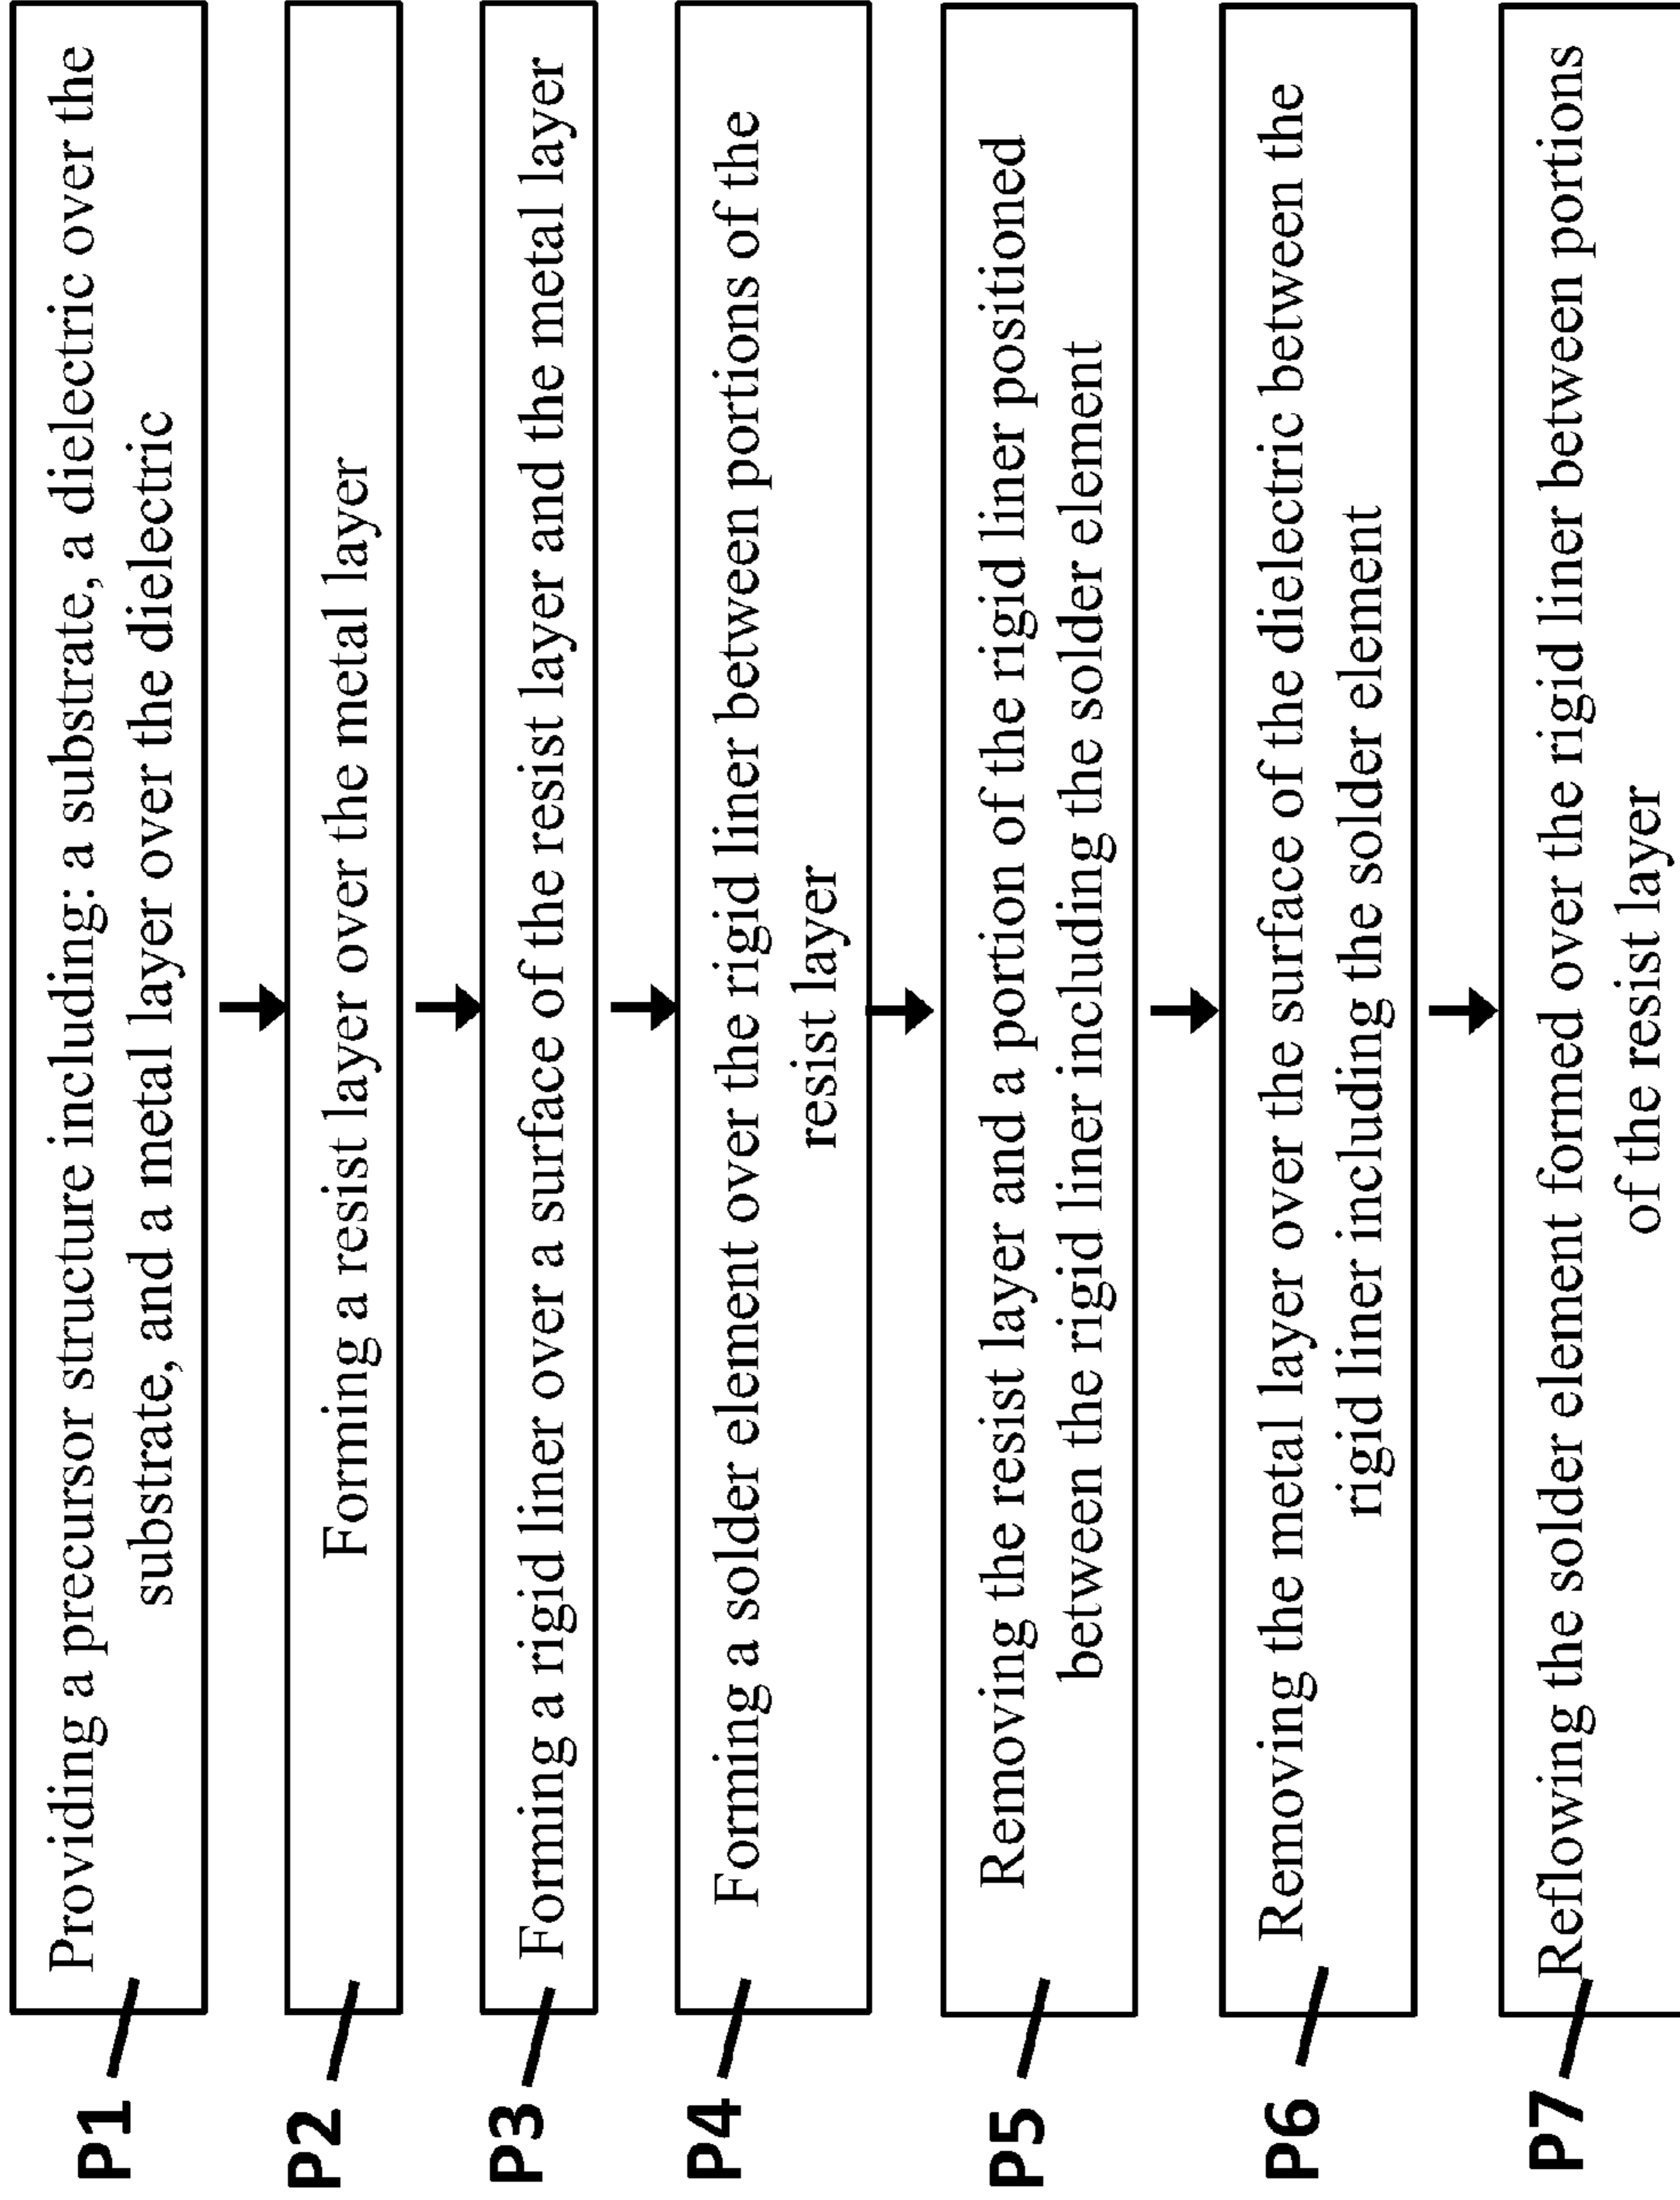 P1
Providing a precursor structure including: a substrate, a dielectric over the
substrate, and a metal layer over the dielectric
P2
Forming a resist layer over the metal layer
P3
Forming a rigid liner over a surface of the resist layer and the metal layer
P4
Forming a solder element over the rigid liner between portions of the
resist layer
P5
Removing the resist layer and a portion of the rigid liner positioned
between the rigid liner including the solder element
P6
Removing the metal layer over the surface of the dielectric between the
rigid liner including the solder element
P7
Reflowing the solder element formed over the rigid liner between portions
of the resist layer